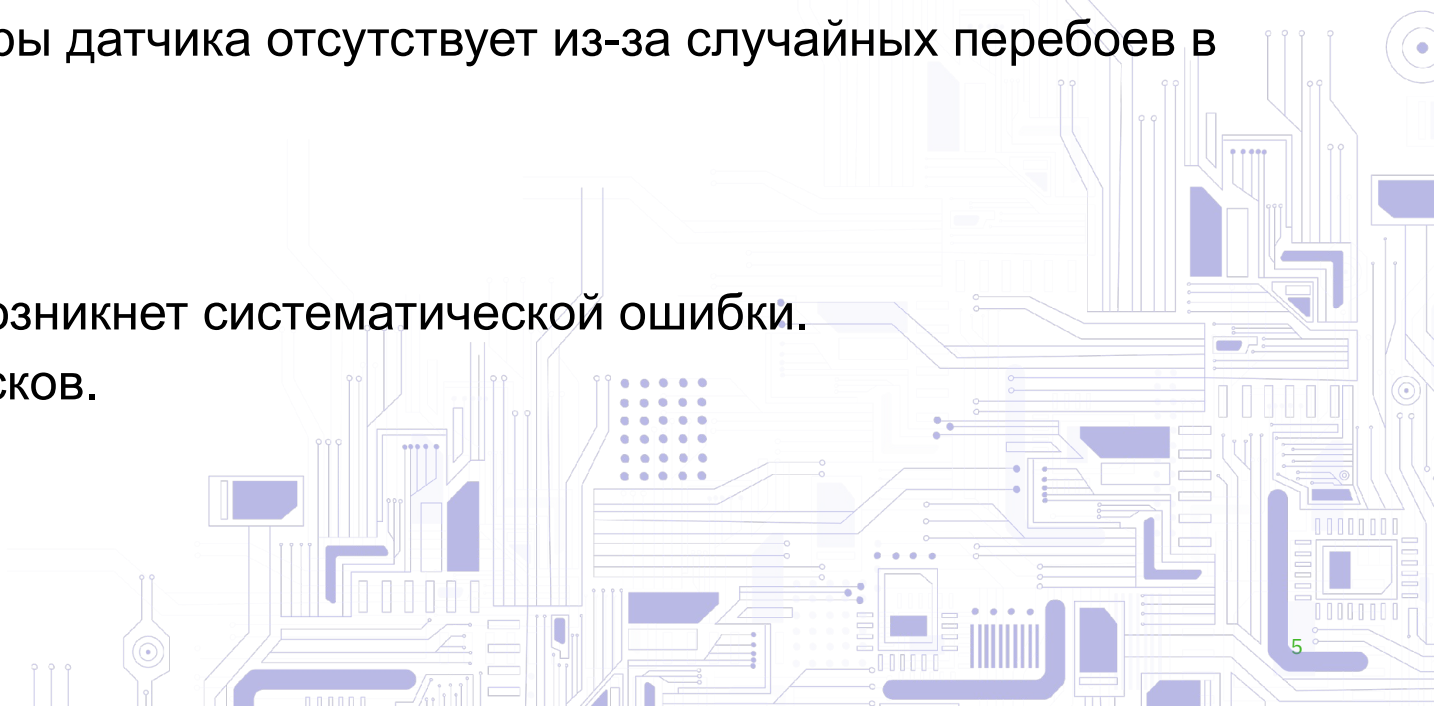 ры датчика отсутствует из-за случайных перебоев в
озникнет систематической ошибки.
сков.
5